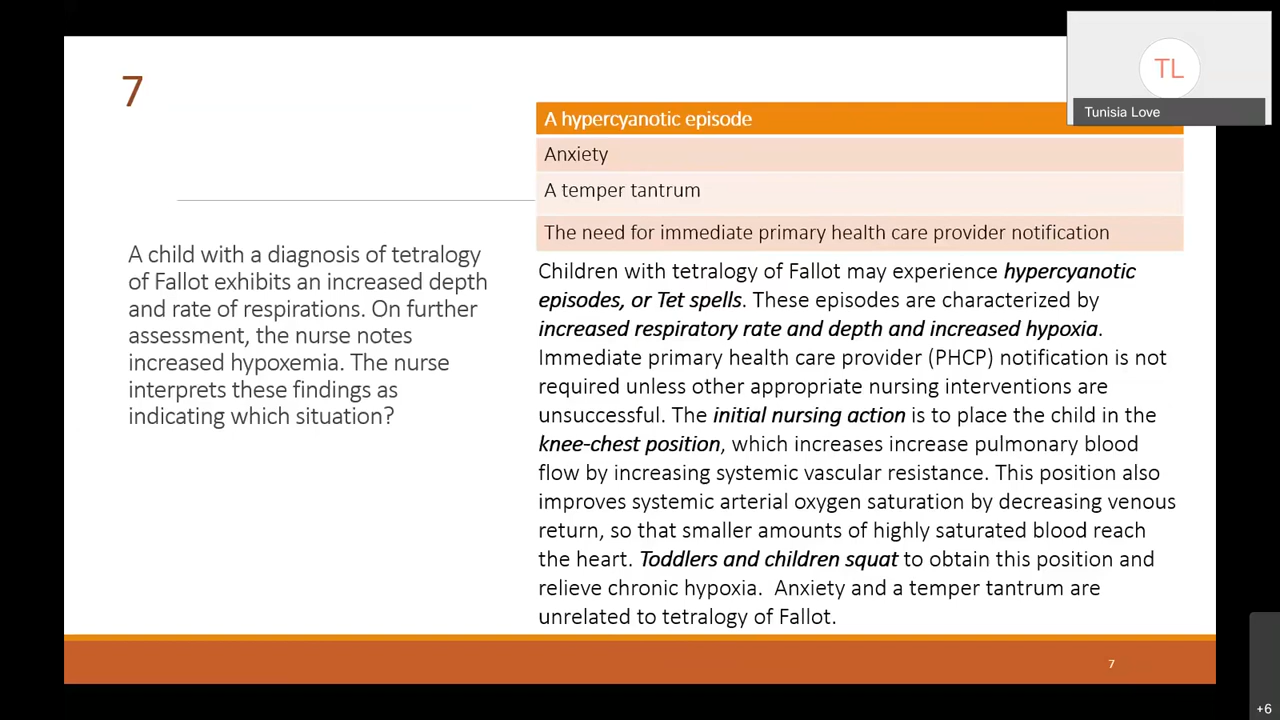 7
A child with a diagnosis of tetralogy
of Fallot exhibits an increased depth
and rate of respirations. On further
assessment, the nurse notes
increased hypoxemia. The nurse
interprets these findings as
indicating which situation?
A hypercyanotic episode
Anxiety
A temper tantrum
The need for immediate primary health care provider notification
Children with tetralogy of Fallot may experience hypercyanotic
episodes, or Tet spells. These episodes are characterized by
increased respiratory rate and depth and increased hypoxia.
Immediate primary health care provider (PHCP) notification is not
required unless other appropriate nursing interventions are
unsuccessful. The initial nursing action is to place the child in the
knee-chest position, which increases increase pulmonary blood
flow by increasing systemic vascular resistance. This position also
improves systemic arterial oxygen saturation by decreasing venous
return, so that smaller amounts of highly saturated blood reach
the heart. Toddlers and children squat to obtain this position and
relieve chronic hypoxia.  Anxiety and a temper tantrum are
unrelated to tetralogy of Fallot.
7
TL
Tunisia Love
+6